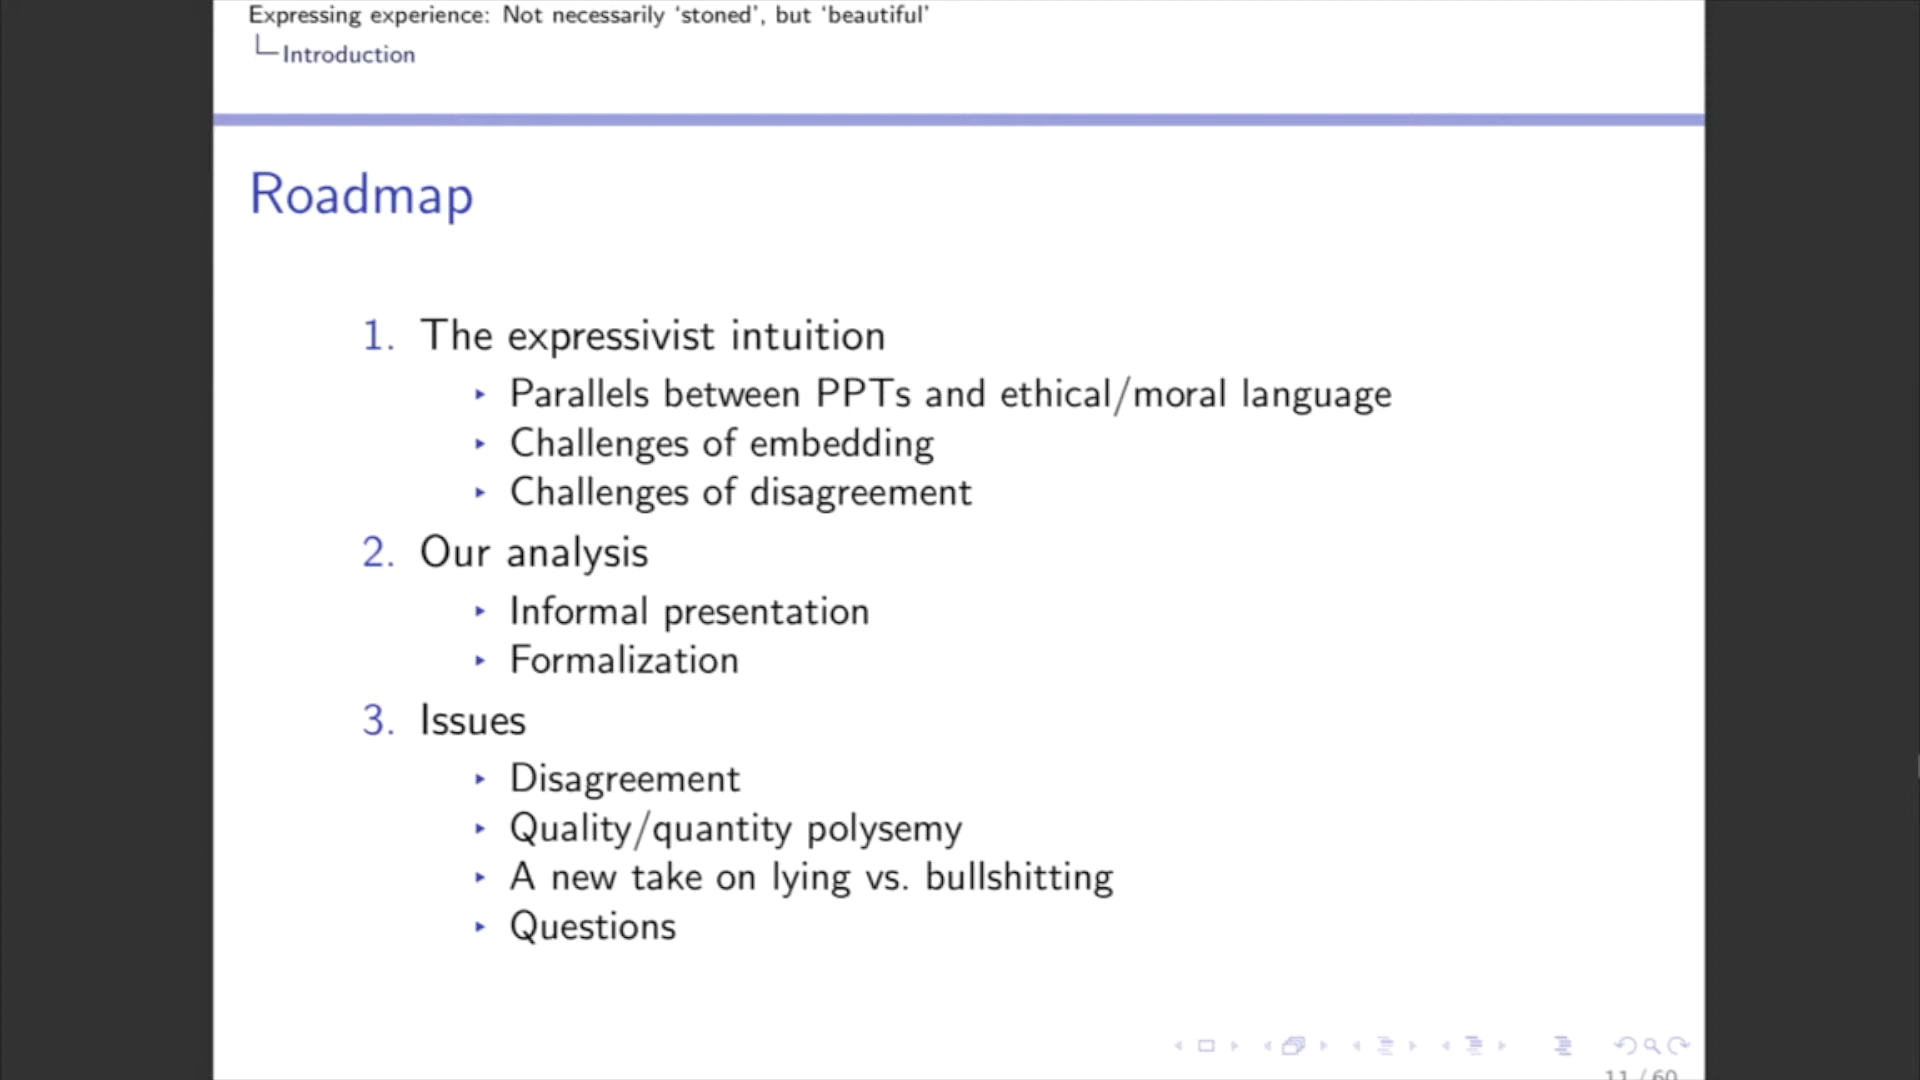 Expressing experience: Not necessarily ‘stoned’, but ‘beautiful’
Introduction
Roadmap
1. The expressivist intuition
Parallels between PPTs and ethical/moral language
Challenges of embedding
Challenges of disagreement
2. Our analysis
Informal presentation
Formalization
3. Issues
Disagreement
Quality/quantity polysemy
A new take on lying vs. bullshitting
Questions
11 / 60